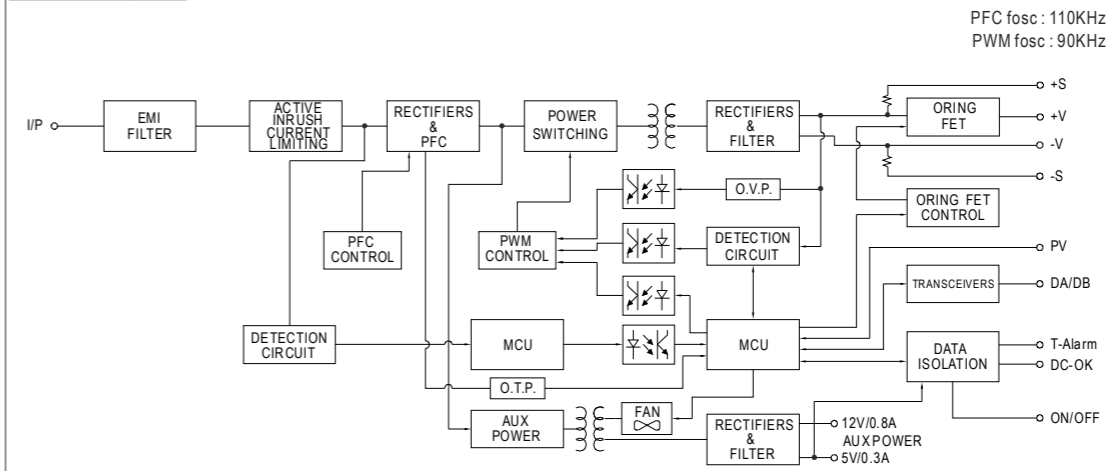 PFC fosc : 110KHz
PWM fosc : 90KHz
I/P
EMI
FILTER
ACTIVE
INRUSH
CURRENT
LIMITING
RECTIFIERS
&
PFC
POWER
SWITCHING
RECTIFIERS
&
FILTER
ORING
FET
+S
+V
-V
-S
O.V.P.
ORING FET
CONTROL
PFC
CONTROL
PWM
CONTROL
DETECTION
CIRCUIT
PV
TRANSCEIVERS
DA/DB
DETECTION
CIRCUIT
MCU
MCU
DATA
ISOLATION
T-Alarm
DC-OK
O.T.P.
AUX
POWER
FAN
RECTIFIERS
&
FILTER
12V/0.8A
AUX POWER
5V/0.3A
ON/OFF